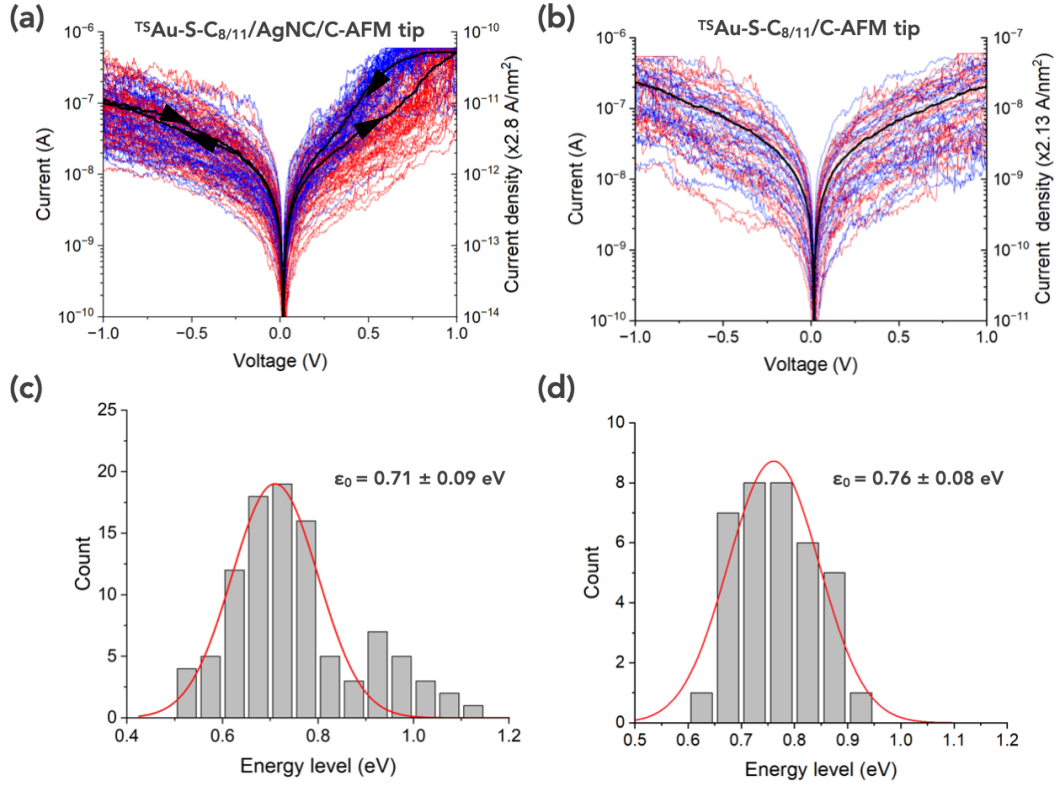 (a)
ᵀˢAu-S-C₈/₁₁/AgNC/C-AFM tip
10⁻⁶
10⁻⁷
10⁻⁸
10⁻⁹
10⁻¹⁰
Current (A)
10⁻¹⁰
10⁻¹¹
10⁻¹²
10⁻¹³
10⁻¹⁴
Current density (x2.8 A/nm²)
−1.0 −0.5 0.0 0.5 1.0
Voltage (V)
(b)
ᵀˢAu-S-C₈/₁₁/C-AFM tip
10⁻⁶
10⁻⁷
10⁻⁸
10⁻⁹
10⁻¹⁰
Current (A)
10⁻⁷
10⁻⁸
10⁻⁹
10⁻¹⁰
10⁻¹¹
Current density (x2.13 A/nm²)
−1.0 −0.5 0.0 0.5 1.0
Voltage (V)
(c)
25
20
15
10
5
0
Count
ε₀ = 0.71 ± 0.09 eV
0.4 0.6 0.8 1.0 1.2
Energy level (eV)
(d)
10
8
6
4
2
0
Count
ε₀ = 0.76 ± 0.08 eV
0.5 0.6 0.7 0.8 0.9 1.0 1.1 1.2
Energy level (eV)